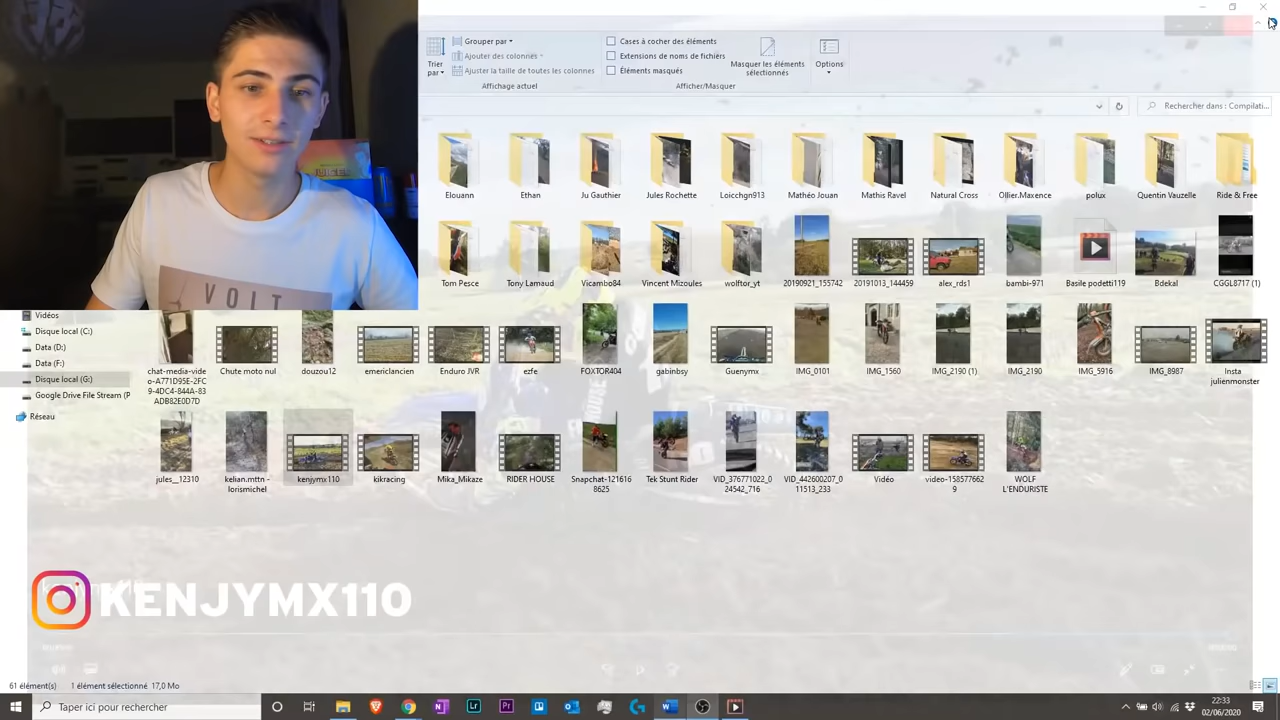 Grouper par
Cases à cocher des éléments
Ajouter des colonnes
Extensions de noms de fichiers
Trier par
Ajuster la taille de toutes les colonnes
Éléments masqués
Masquer les éléments sélectionnés
Options
Affichage actuel
Afficher/Masquer
Rechercher dans : Compilati...
Elouann
Ethan
Ju Gauthier
Jules Rochette
Loicchgn913
Mathéo Jouan
Mathis Ravel
Natural Cross
Ollier.Maxence
polux
Quentin Vauzelle
Ride & Free
Tom Pesce
Tony Lamaud
Vicambo84
Vincent Mizoules
wolftor_yt
20190921_155742
20191013_144459
alex_rds1
bambi-971
Basile podetti119
Bdekal
CGGL8717 (1)
VOLT
Vidéos
Disque local (C:)
Data (D:)
Data (F:)
Disque local (G:)
Google Drive File Stream (P
Réseau
chat-media-video-A771D95E-2FC9-4DC4-844A-83ADB82E0D7D
Chute moto nul
douzou12
emericlancien
Enduro JVR
ezfe
FOXTOR404
gabinbsy
Guenymx
IMG_0101
IMG_1560
IMG_2190 (1)
IMG_2190
IMG_5916
IMG_8987
Insta julienmonster
jules__12310
kelian.mttn - lorismichel
kenjymx110
kikracing
Mika_Mikaze
RIDER HOUSE
Snapchat-1216168625
Tek Stunt Rider
VID_376771022_024542_716
VID_442600207_011513_233
Vidéo
video-1585776629
WOLF L'ENDURISTE
KENJYMX110
61 élément(s)
1 élément sélectionné 17,0 Mo
Taper ici pour rechercher
22:33
02/06/2020